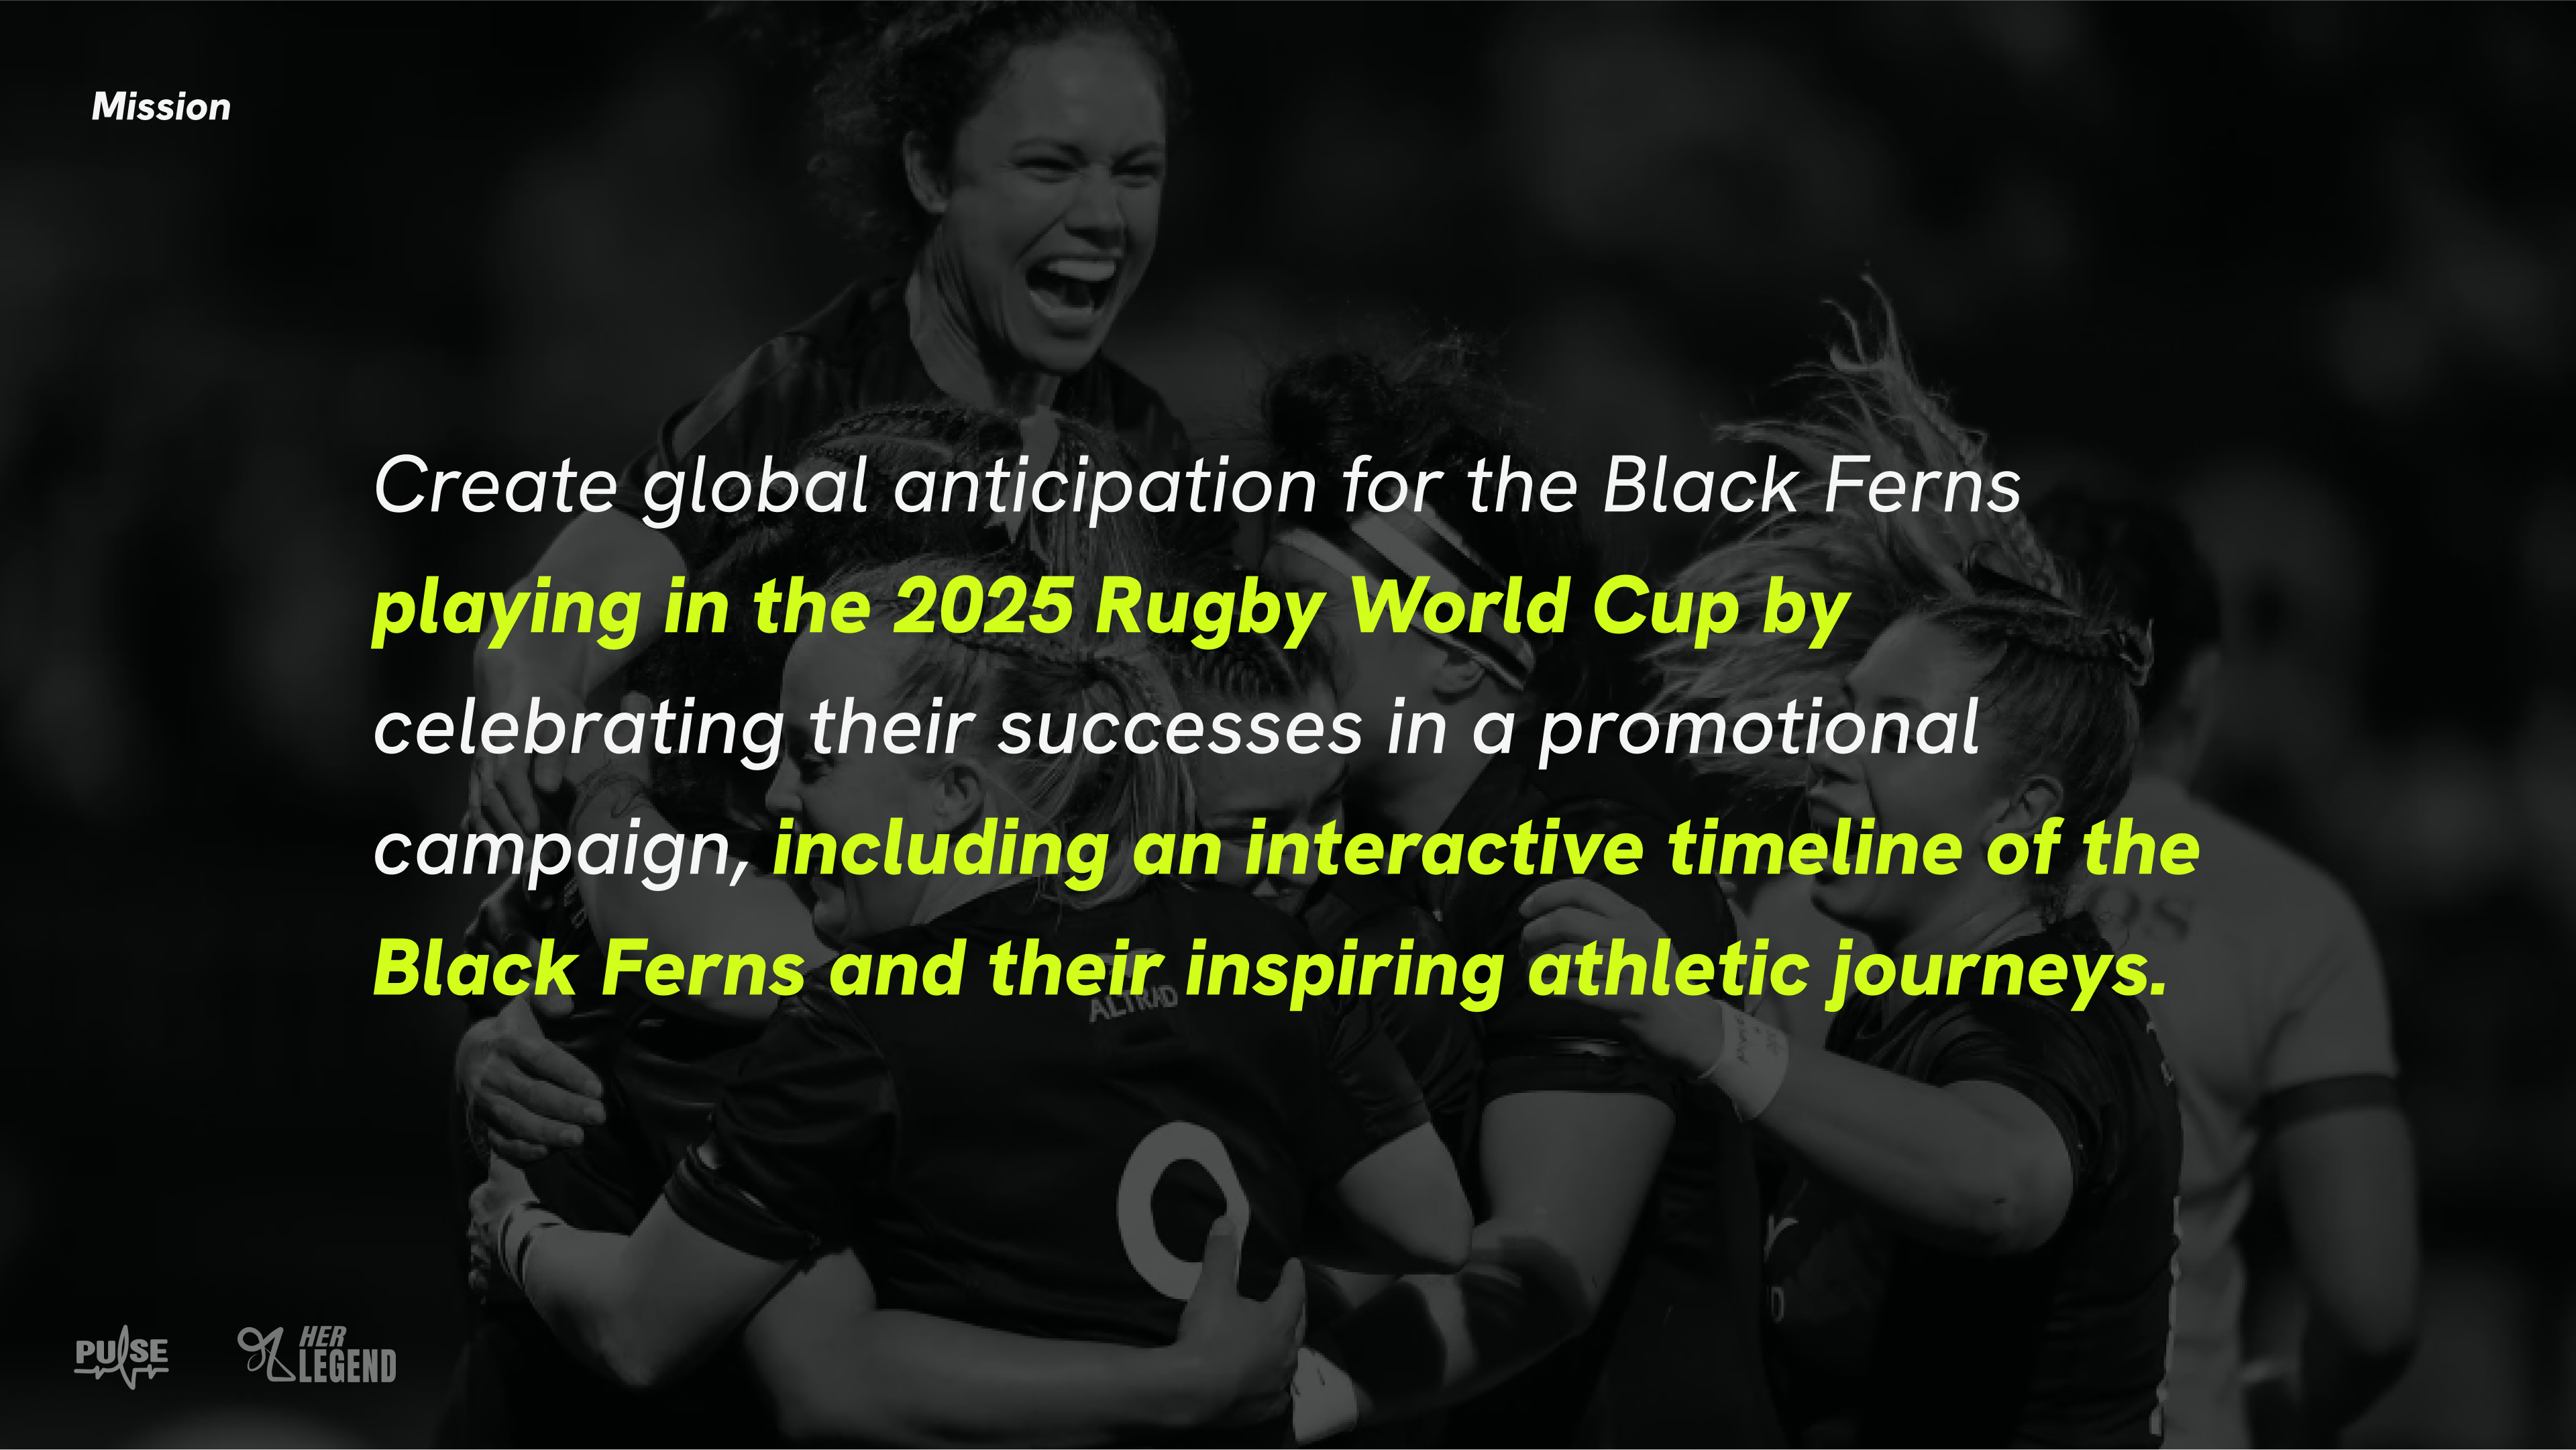 Mission
Create global anticipation for the Black Ferns
playing in the 2025 Rugby World Cup by
celebrating their successes in a promotional
campaign, including an interactive timeline of the
Black Ferns and their inspiring athletic journeys.
ALTRAD
PULSE
HER
LEGEND